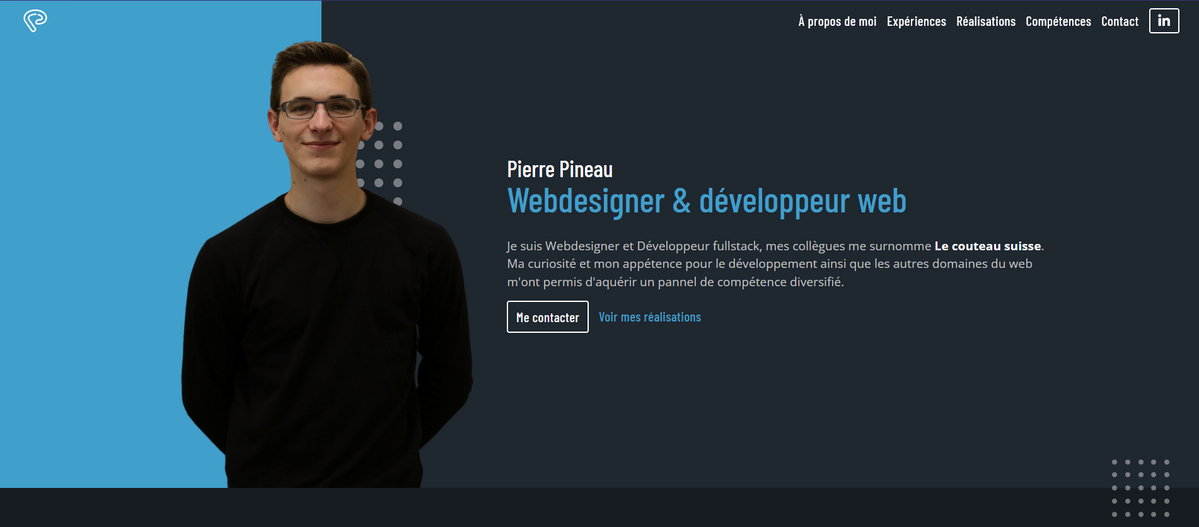 À propos de moi Expériences Réalisations Compétences Contact in
Pierre Pineau
Webdesigner & développeur web
Je suis Webdesigner et Développeur fullstack, mes collègues me surnomme Le couteau suisse.
Ma curiosité et mon appétence pour le développement ainsi que les autres domaines du web
m'ont permis d'aquérir un pannel de compétence diversifié.
Me contacter Voir mes réalisations